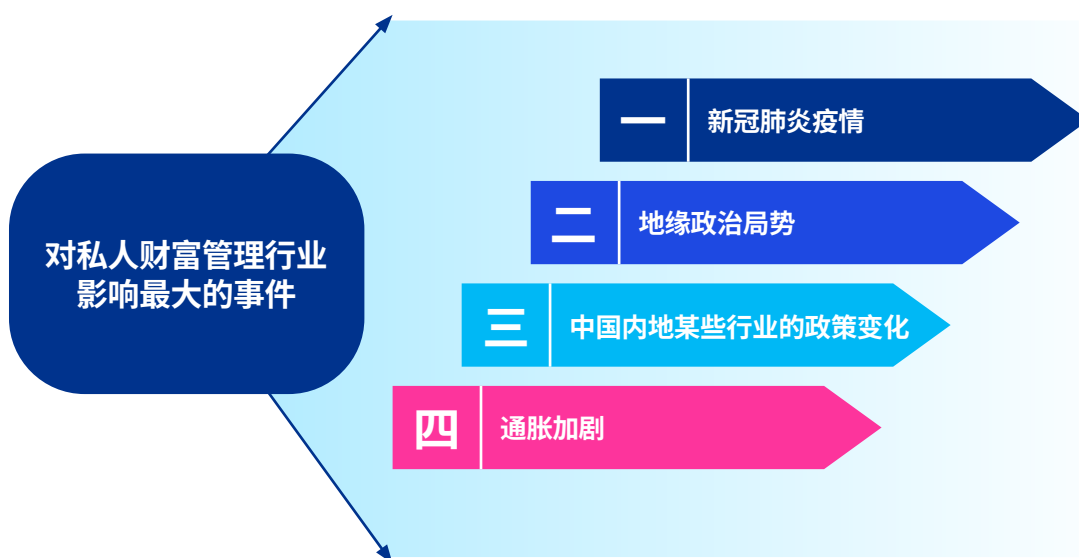 对私人财富管理行业
影响最大的事件
一 新冠肺炎疫情
二 地缘政治局势
三 中国内地某些行业的政策变化
四 通胀加剧